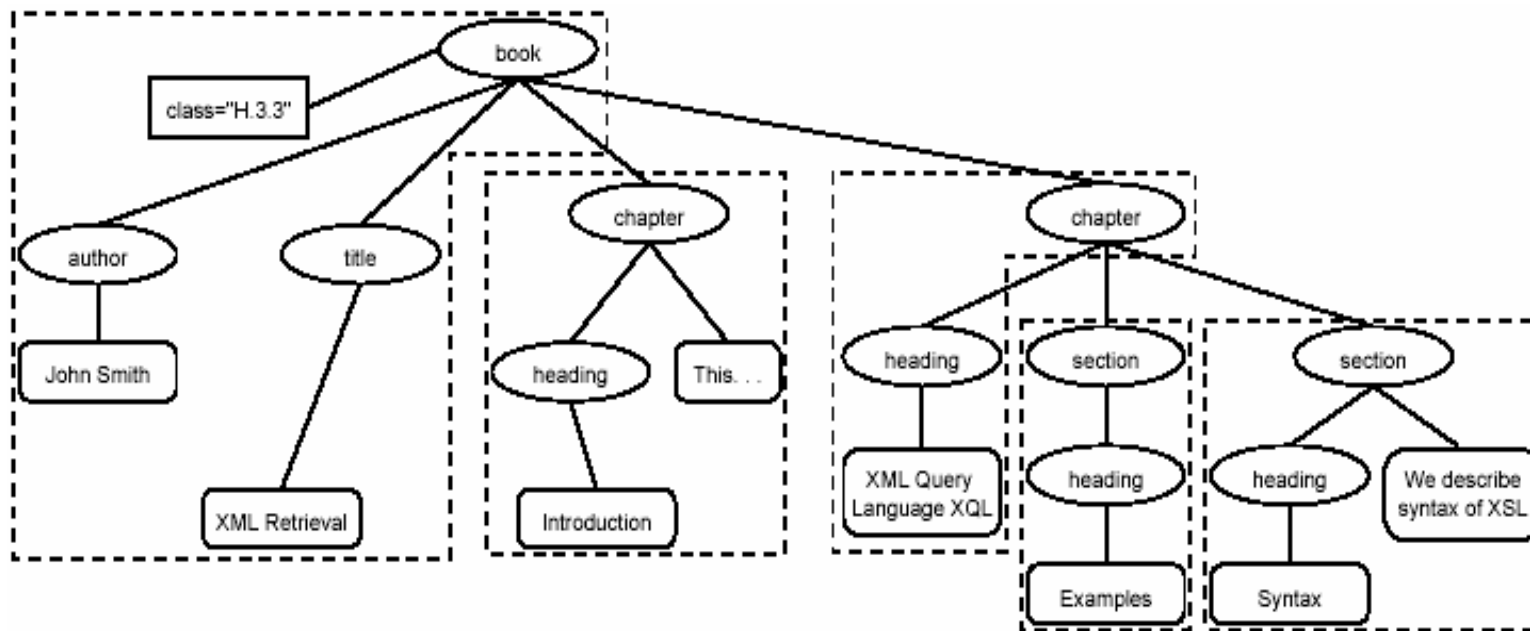 book
class="H.3.3"
chapter
chapter
author
title
John Smith
heading
This. . .
heading
section
section
XML Retrieval
Introduction
XML Query
Language XQL
heading
heading
We describe
syntax of XSL
Examples
Syntax